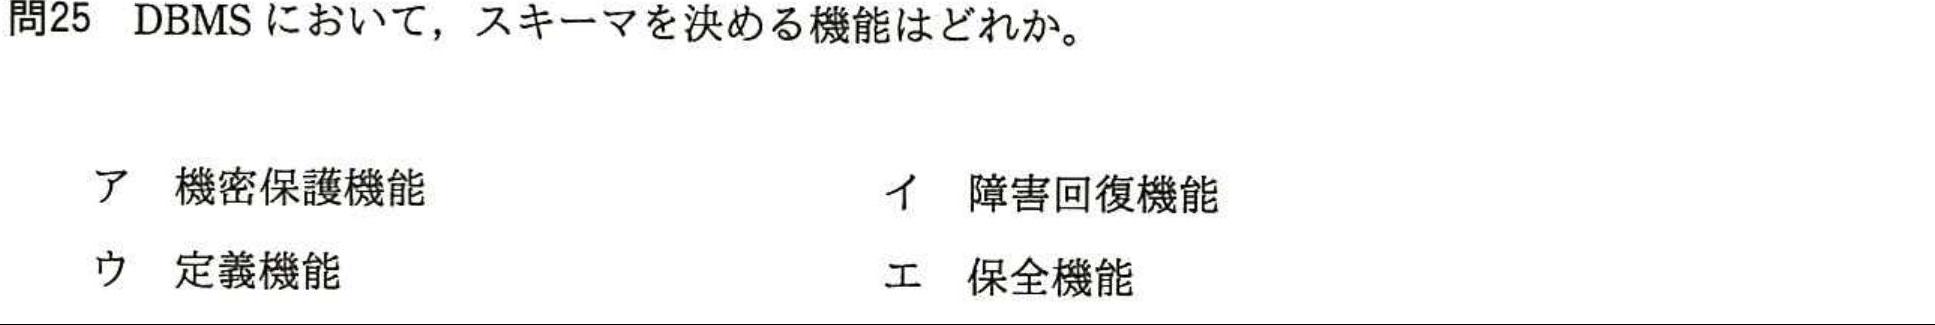 問25　DBMS において，スキーマを決める機能はどれか。
ア　機密保護機能　イ　障害回復機能
ウ　定義機能　エ　保全機能